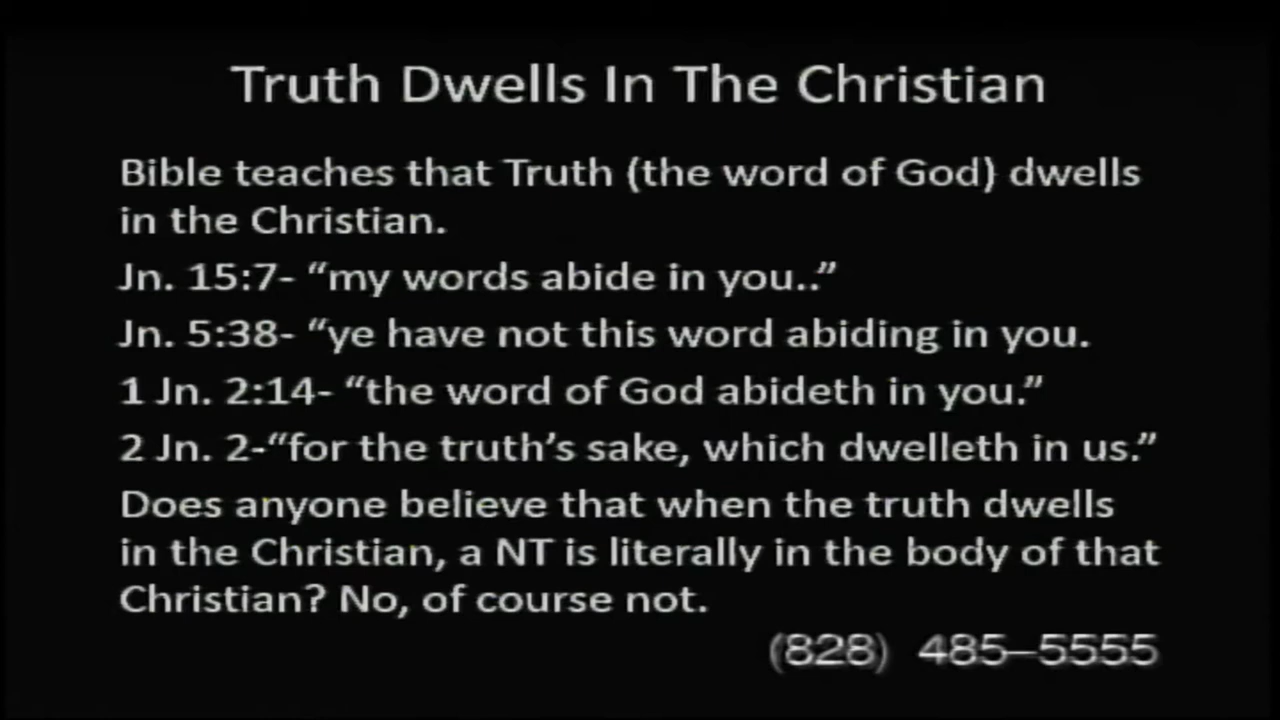 Truth Dwells In The Christian
Bible teaches that Truth (the word of God) dwells
in the Christian.
Jn. 15:7- “my words abide in you..”
Jn. 5:38- “ye have not this word abiding in you.
1 Jn. 2:14- “the word of God abideth in you.”
2 Jn. 2-“for the truth’s sake, which dwelleth in us.”
Does anyone believe that when the truth dwells
in the Christian, a NT is literally in the body of that
Christian? No, of course not.
(828) 485–5555